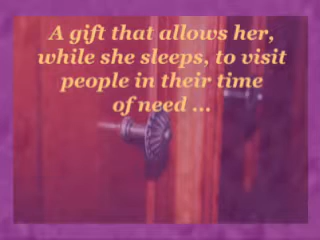 A gift that allows her,
while she sleeps, to visit
people in their time
of need ...